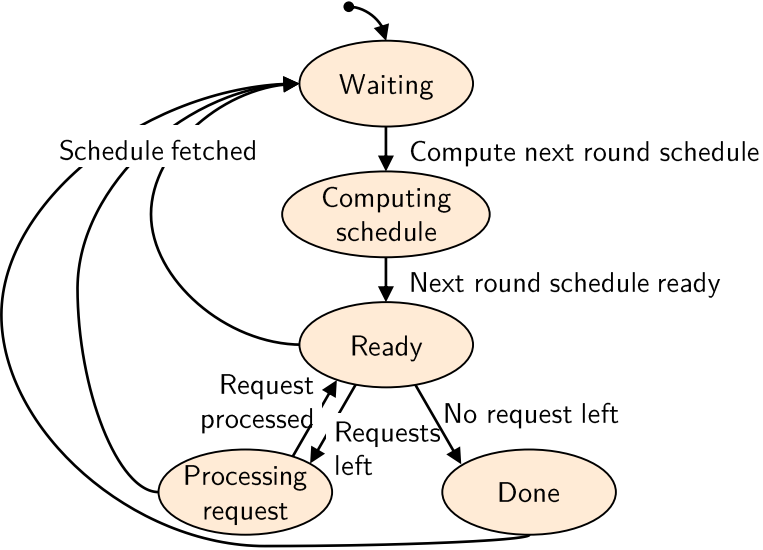 Waiting
Schedule fetched
Compute next round schedule
Computing
schedule
Next round schedule ready
Ready
Request
processed
Requests
left
No request left
Processing
request
Done